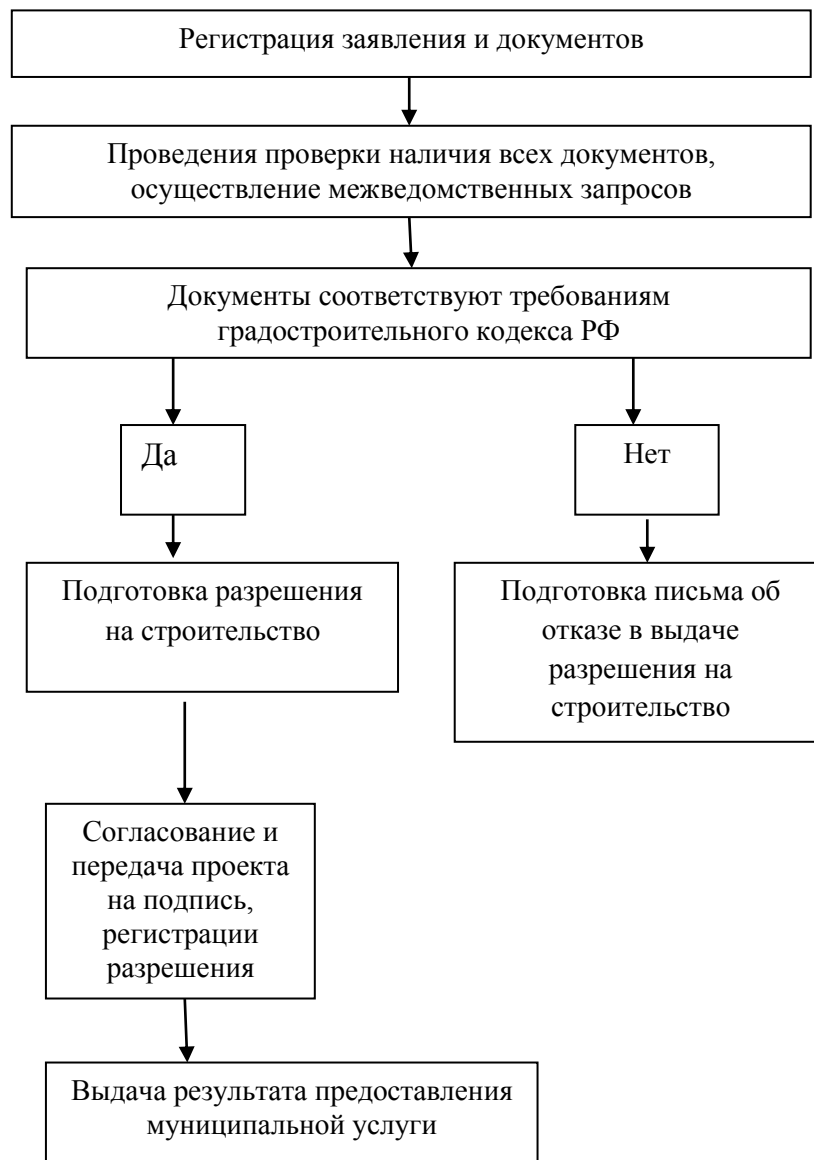 Регистрация заявления и документов
Проведения проверки наличия всех документов,
осуществление межведомственных запросов
Документы соответствуют требованиям
градостроительного кодекса РФ
Да
Нет
Подготовка разрешения
на строительство
Подготовка письма об
отказе в выдаче
разрешения на
строительство
Согласование и
передача проекта
на подпись,
регистрации
разрешения
Выдача результата предоставления
муниципальной услуги